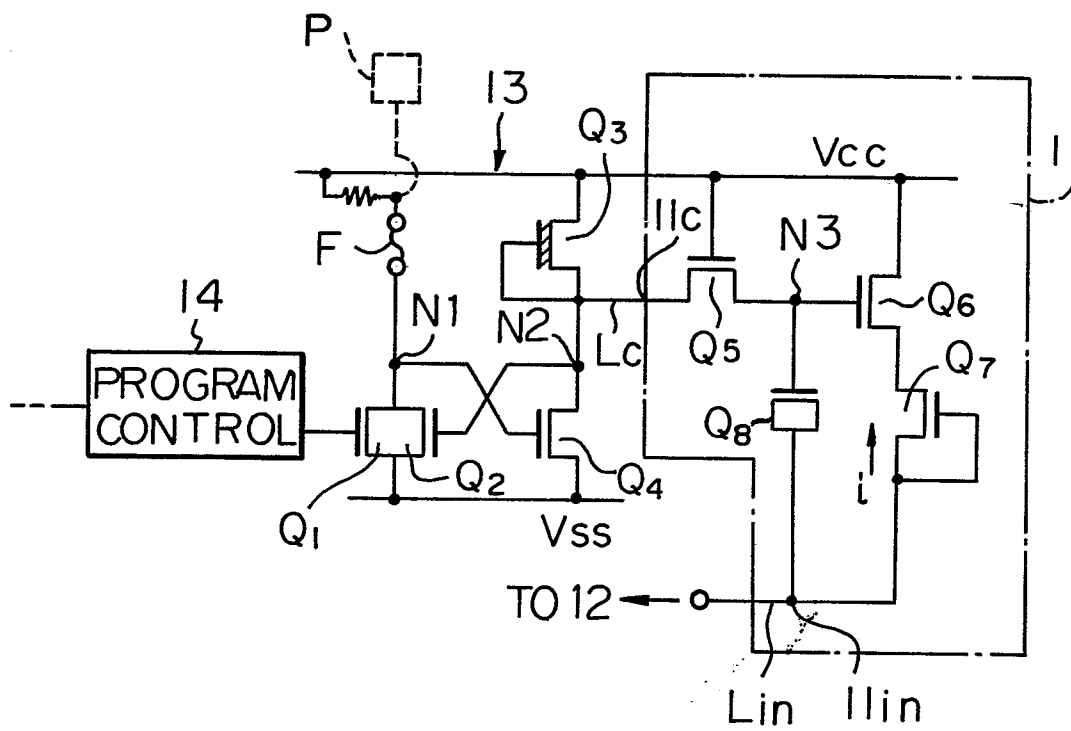 P
13
Q3
Vcc
1
11c
F
N3
Q6
14
N1
N2
Lc
Q5
Q7
PROGRAM
CONTROL
Q8
i
Q1
Q2
Q4
Vss
TO 12
Lin
11in